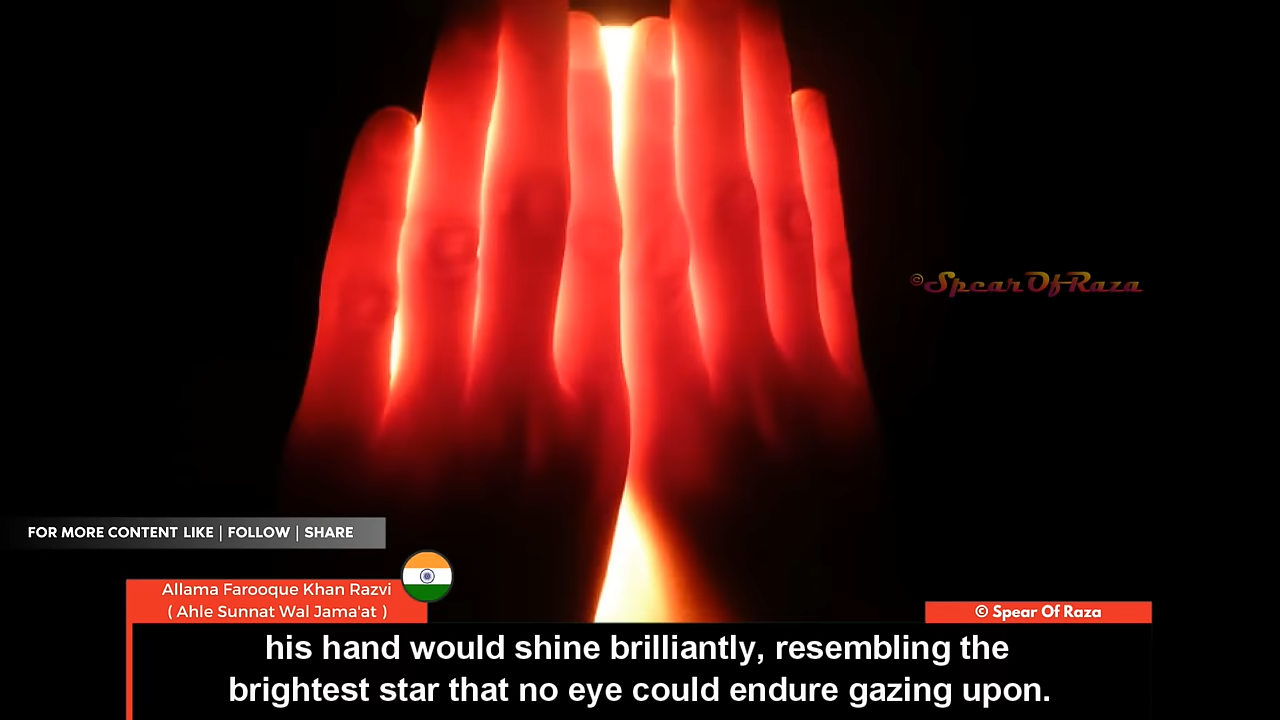 ©SpearOfRaza
FOR MORE CONTENT LIKE | FOLLOW | SHARE
Allama Farooque Khan Razvi
( Ahle Sunnat Wal Jama'at )
© Spear Of Raza
his hand would shine brilliantly, resembling the
brightest star that no eye could endure gazing upon.